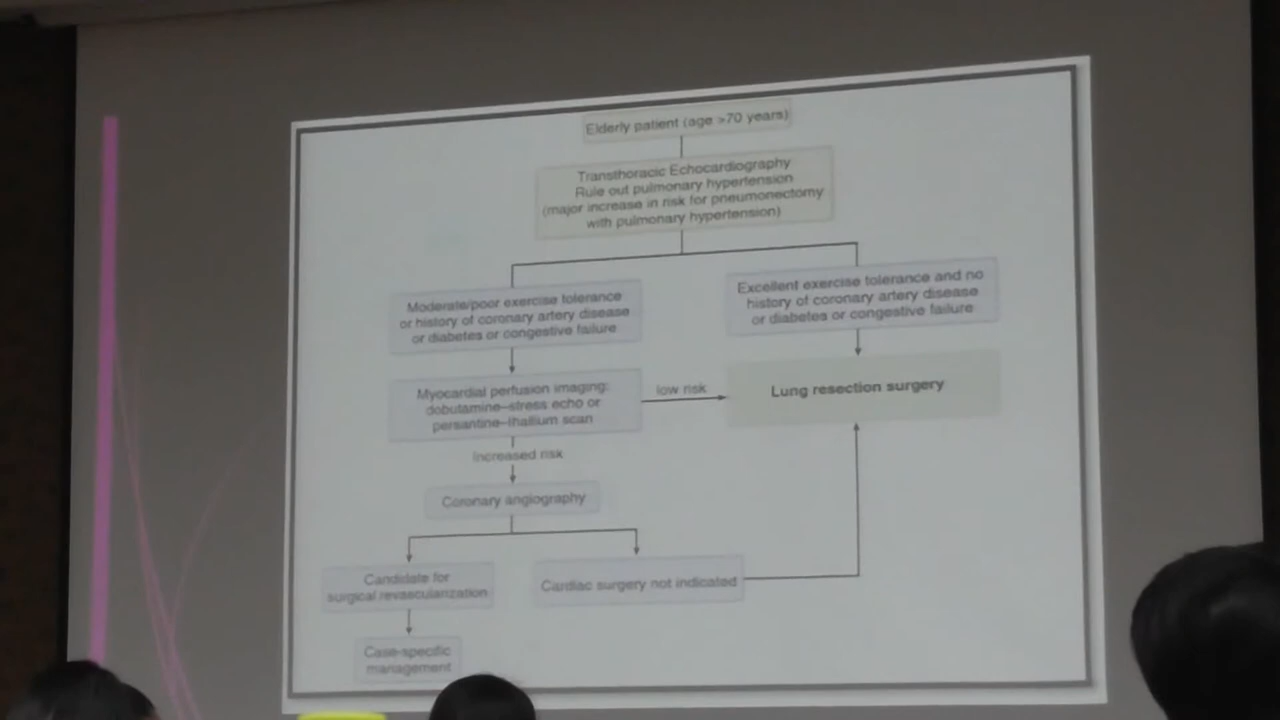 Elderly patient (age >70 years)
Transthoracic Echocardiography
Rule out pulmonary hypertension
(major increase in risk for pneumonectomy
with pulmonary hypertension)
Moderate/poor exercise tolerance
or history of coronary artery disease
or diabetes or congestive failure
Excellent exercise tolerance and no
history of coronary artery disease
or diabetes or congestive failure
Myocardial perfusion imaging:
dobutamine–stress echo or
persantine–thallium scan
low risk
Lung resection surgery
Increased risk
Coronary angiography
Candidate for
surgical revascularization
Cardiac surgery not indicated
Case-specific
management